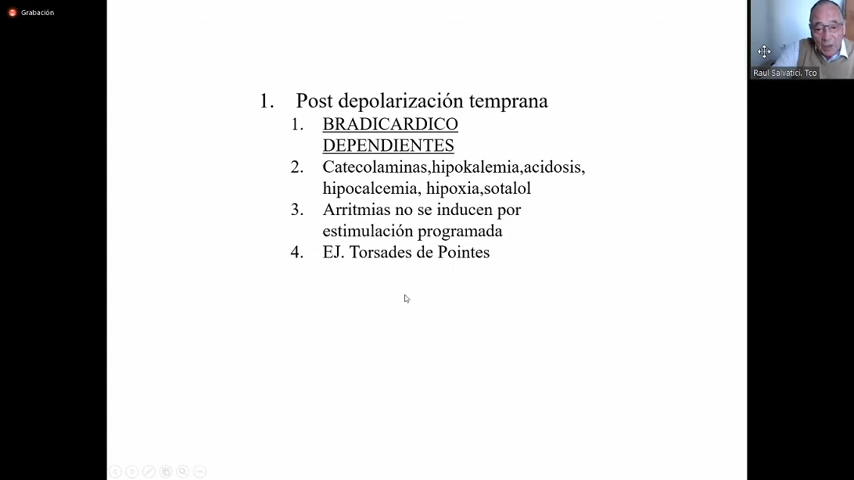 Grabación
1. Post depolarización temprana
1. BRADICARDICO
DEPENDIENTES
2. Catecolaminas,hipokalemia,acidosis,
hipocalcemia, hipoxia,sotalol
3. Arritmias no se inducen por
estimulación programada
4. EJ. Torsades de Pointes
Raul Salvatici. Tco